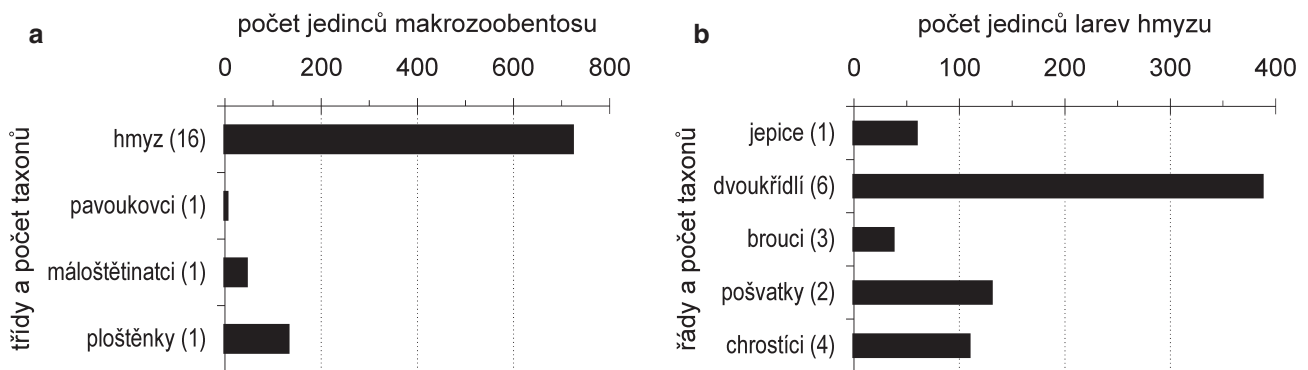 a
počet jedinců makrozoobentosu
0 200 400 600 800
třídy a počet taxonů
hmyz (16)
pavoukovci (1)
máloštětinatci (1)
ploštěnky (1)
b
počet jedinců larev hmyzu
0 100 200 300 400
řády a počet taxonů
jepice (1)
dvoukřídlí (6)
brouci (3)
pošvatky (2)
chrostíci (4)